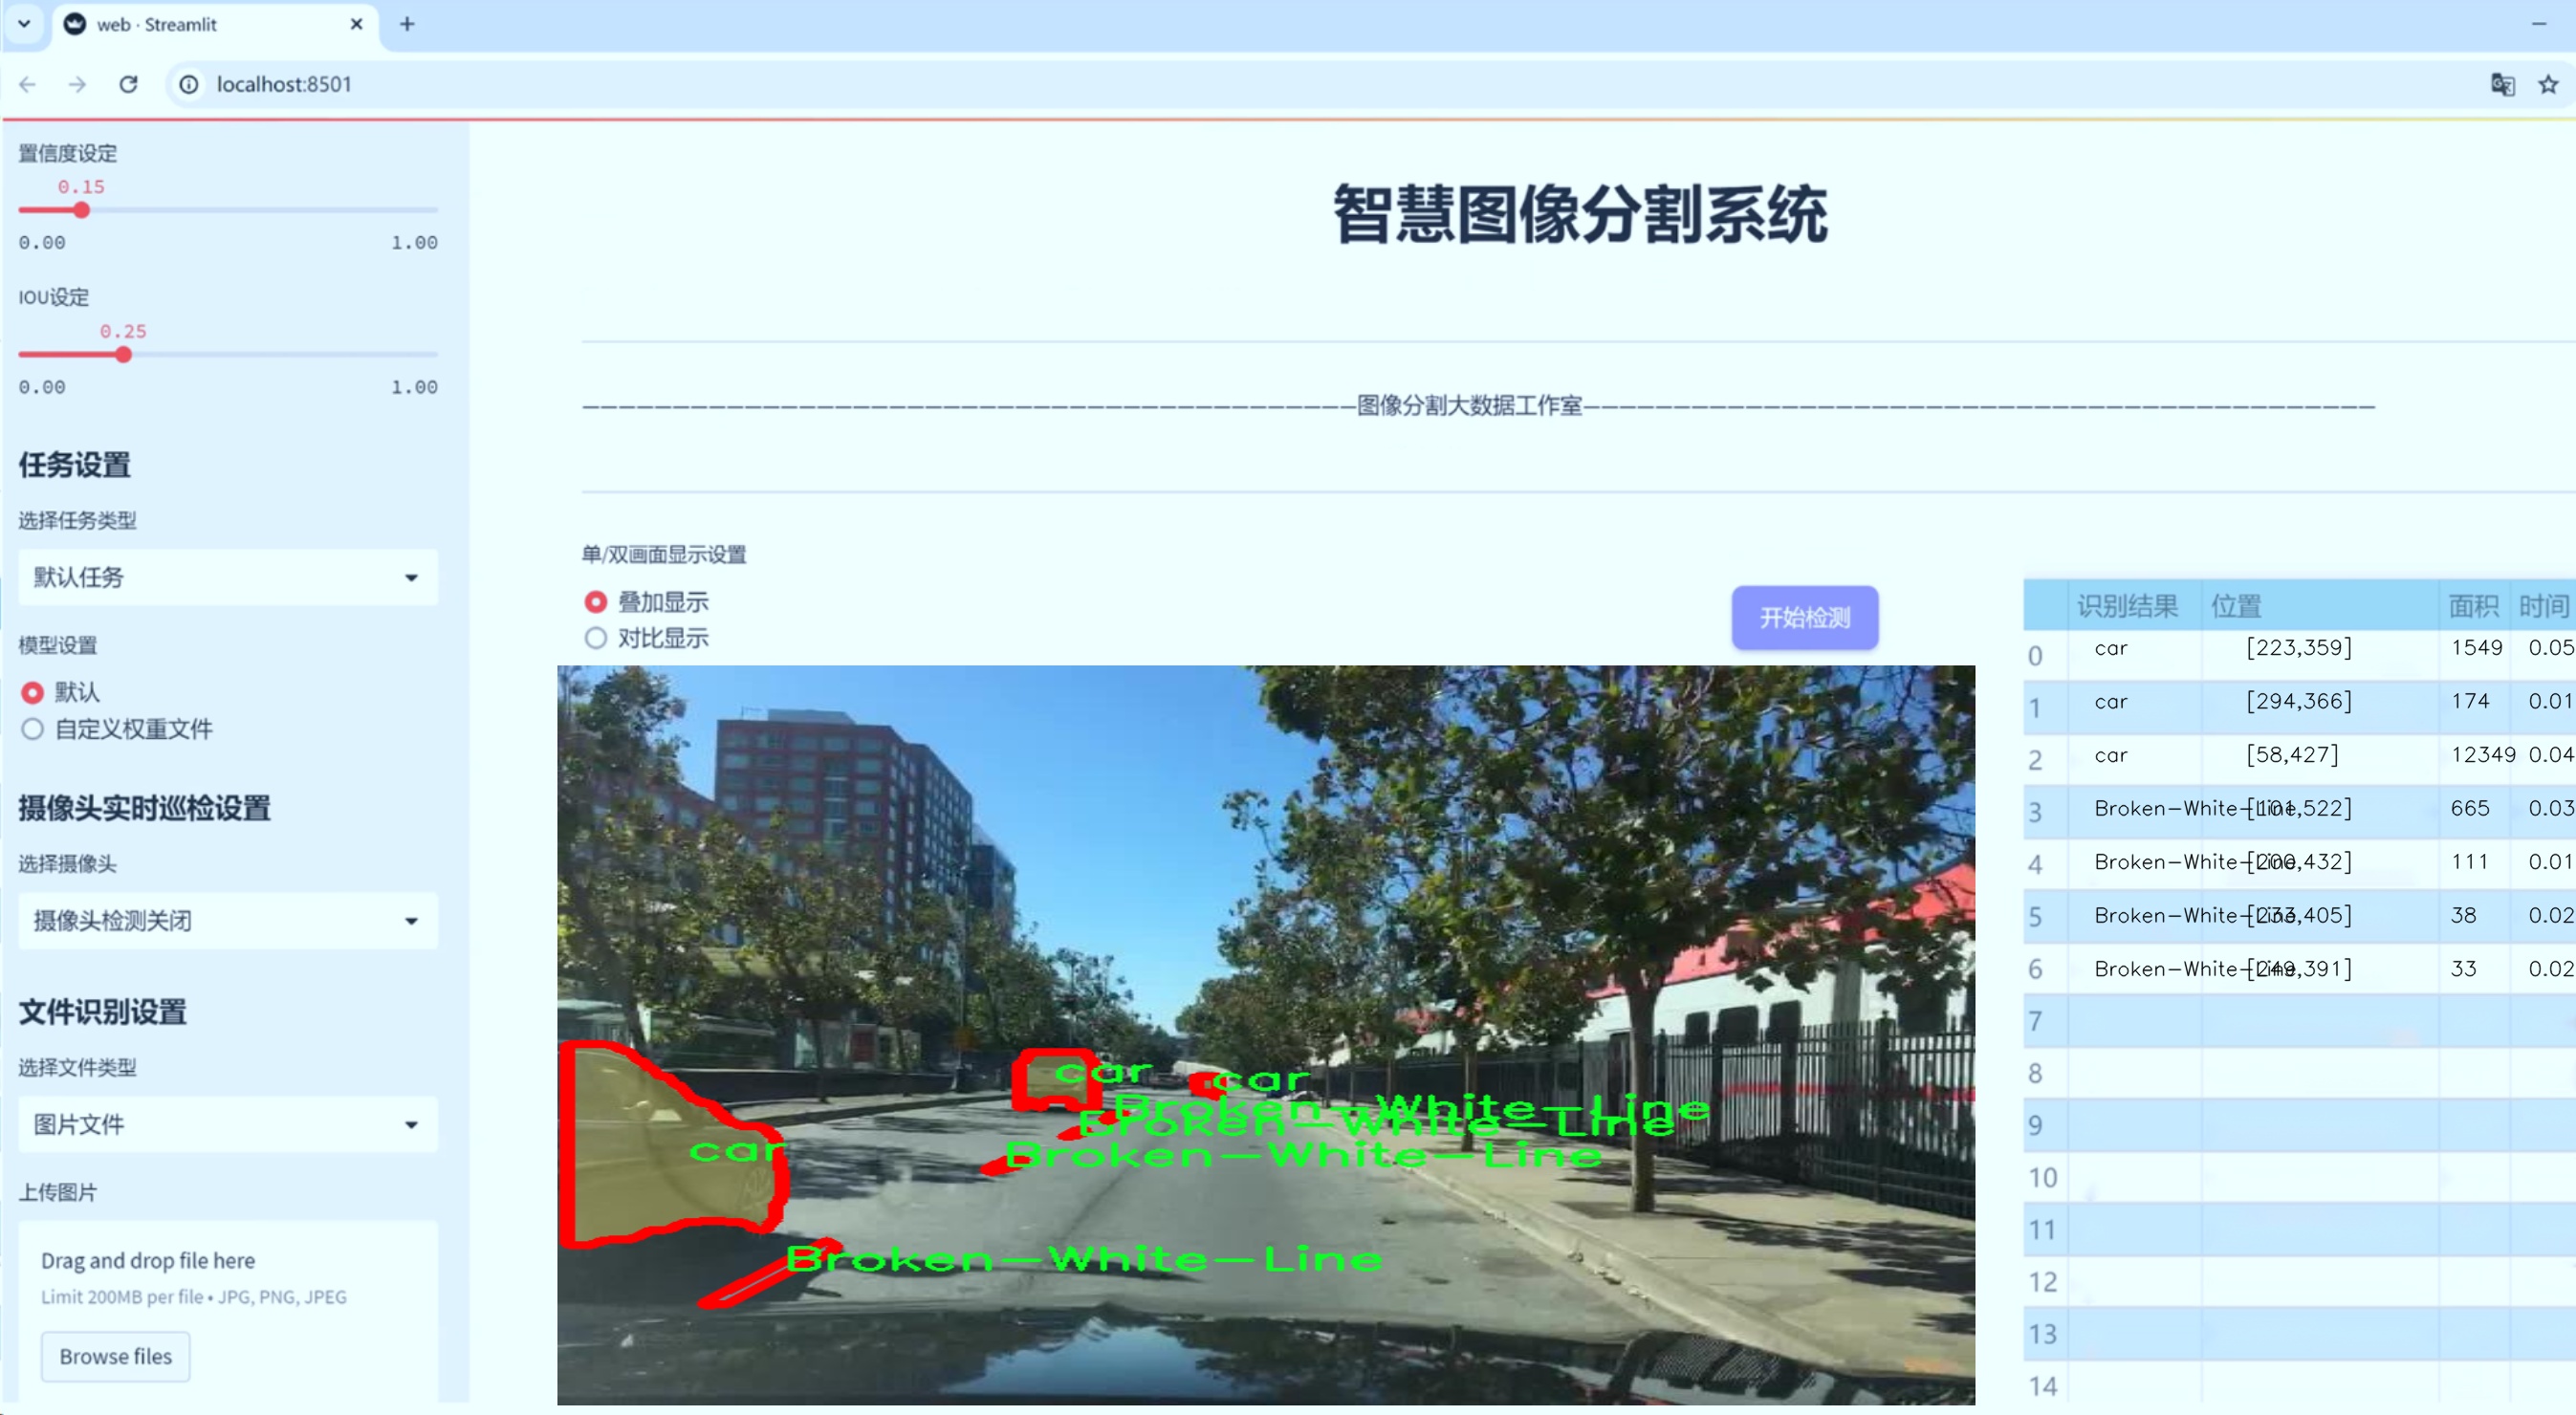 web · Streamlit
localhost:8501
置信度设定
0.15
0.00 1.00
IOU设定
0.25
0.00 1.00
任务设置
选择任务类型
默认任务
模型设置
默认
自定义权重文件
摄像头实时巡检设置
选择摄像头
摄像头检测关闭
文件识别设置
选择文件类型
图片文件
上传图片
Drag and drop file here
Limit 200MB per file • JPG, PNG, JPEG
Browse files
智慧图像分割系统
———————————————————————————————————————————图像分割大数据工作室————————————————————————————————————————————
单/双画面显示设置
叠加显示
对比显示
开始检测
car
car
Broken-White-Line
Broken-White-Line
car
Broken-White-Line
Broken-White-Line
识别结果 位置 面积 时间
0 car [223,359] 1549 0.05
1 car [294,366] 174 0.01
2 car [58,427] 12349 0.04
3 Broken-White-Line [101,522] 665 0.03
4 Broken-White-Line [200,432] 111 0.01
5 Broken-White-Line [233,405] 38 0.02
6 Broken-White-Line [249,391] 33 0.02
7
8
9
10
11
12
13
14